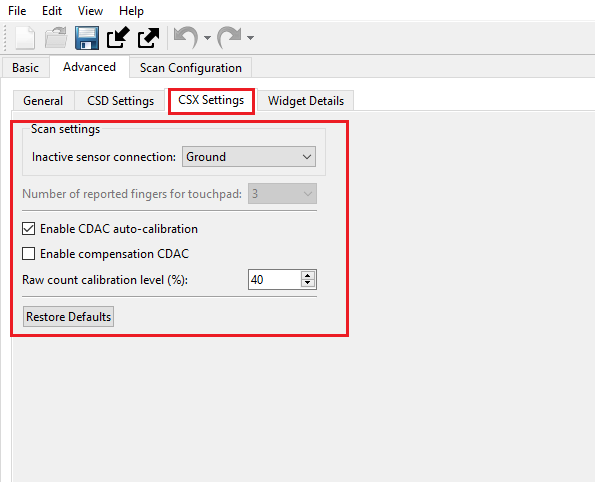 File Edit View Help
Basic Advanced Scan Configuration
General CSD Settings CSX Settings Widget Details
Scan settings
Inactive sensor connection: Ground
Number of reported fingers for touchpad: 3
Enable CDAC auto-calibration
Enable compensation CDAC
Raw count calibration level (%): 40
Restore Defaults